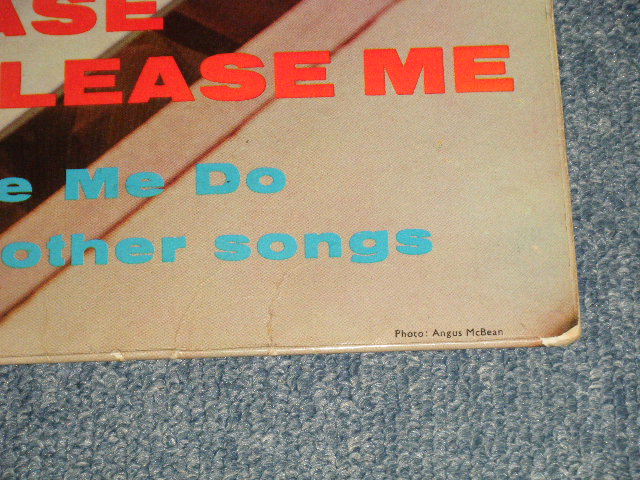 ASE
LEASE ME
e Me Do
other songs
Photo: Angus McBean